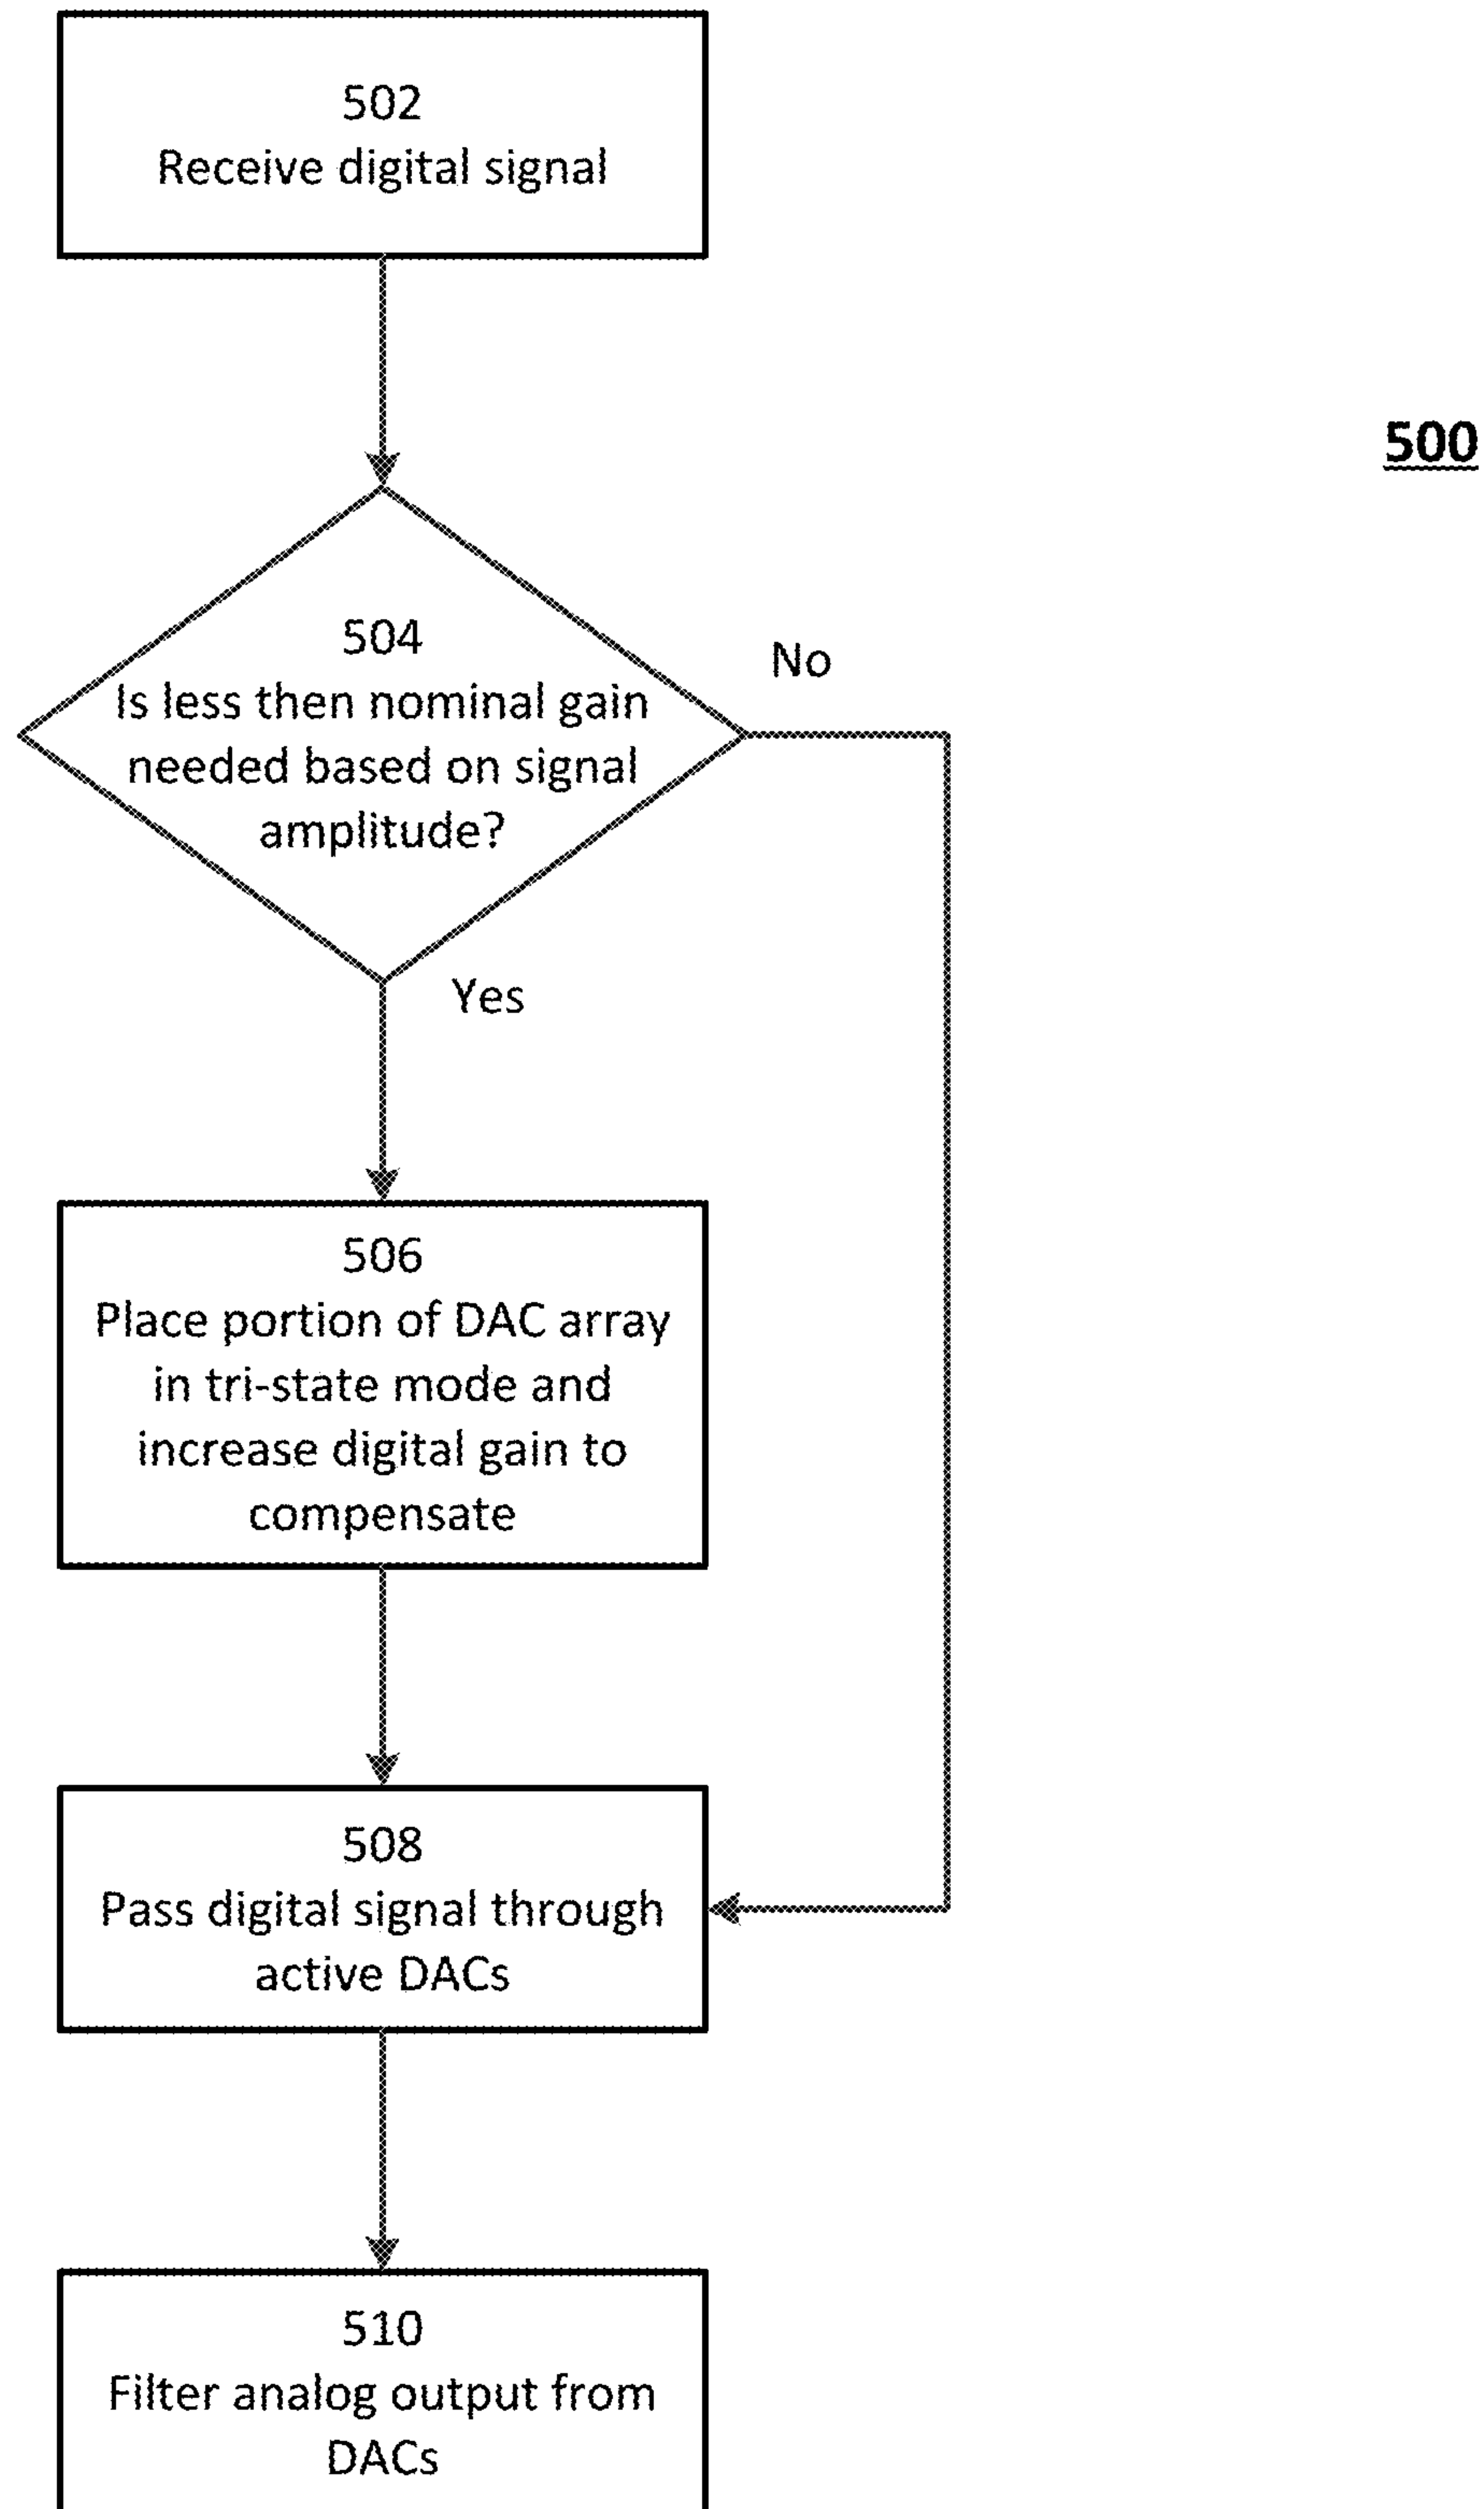 502
Receive digital signal
500
504
Is less then nominal gain
needed based on signal
amplitude?
No
Yes
506
Place portion of DAC array
in tri-state mode and
increase digital gain to
compensate
508
Pass digital signal through
active DACs
510
Filter analog output from
DACs